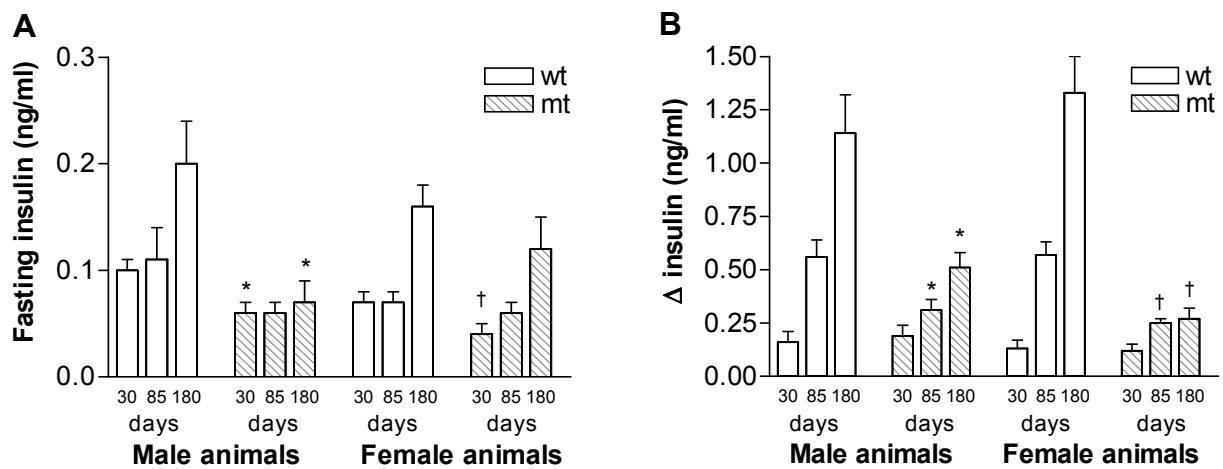 A
Fasting insulin (ng/ml)
0.3
0.2
0.1
0.0
wt
mt
*
*
†
30 85 180
30 85 180
30 85 180
30 85 180
days
days
days
days
Male animals
Female animals
B
Δ insulin (ng/ml)
1.50
1.25
1.00
0.75
0.50
0.25
0.00
wt
mt
*
*
†
†
30 85 180
30 85 180
30 85 180
30 85 180
days
days
days
days
Male animals
Female animals